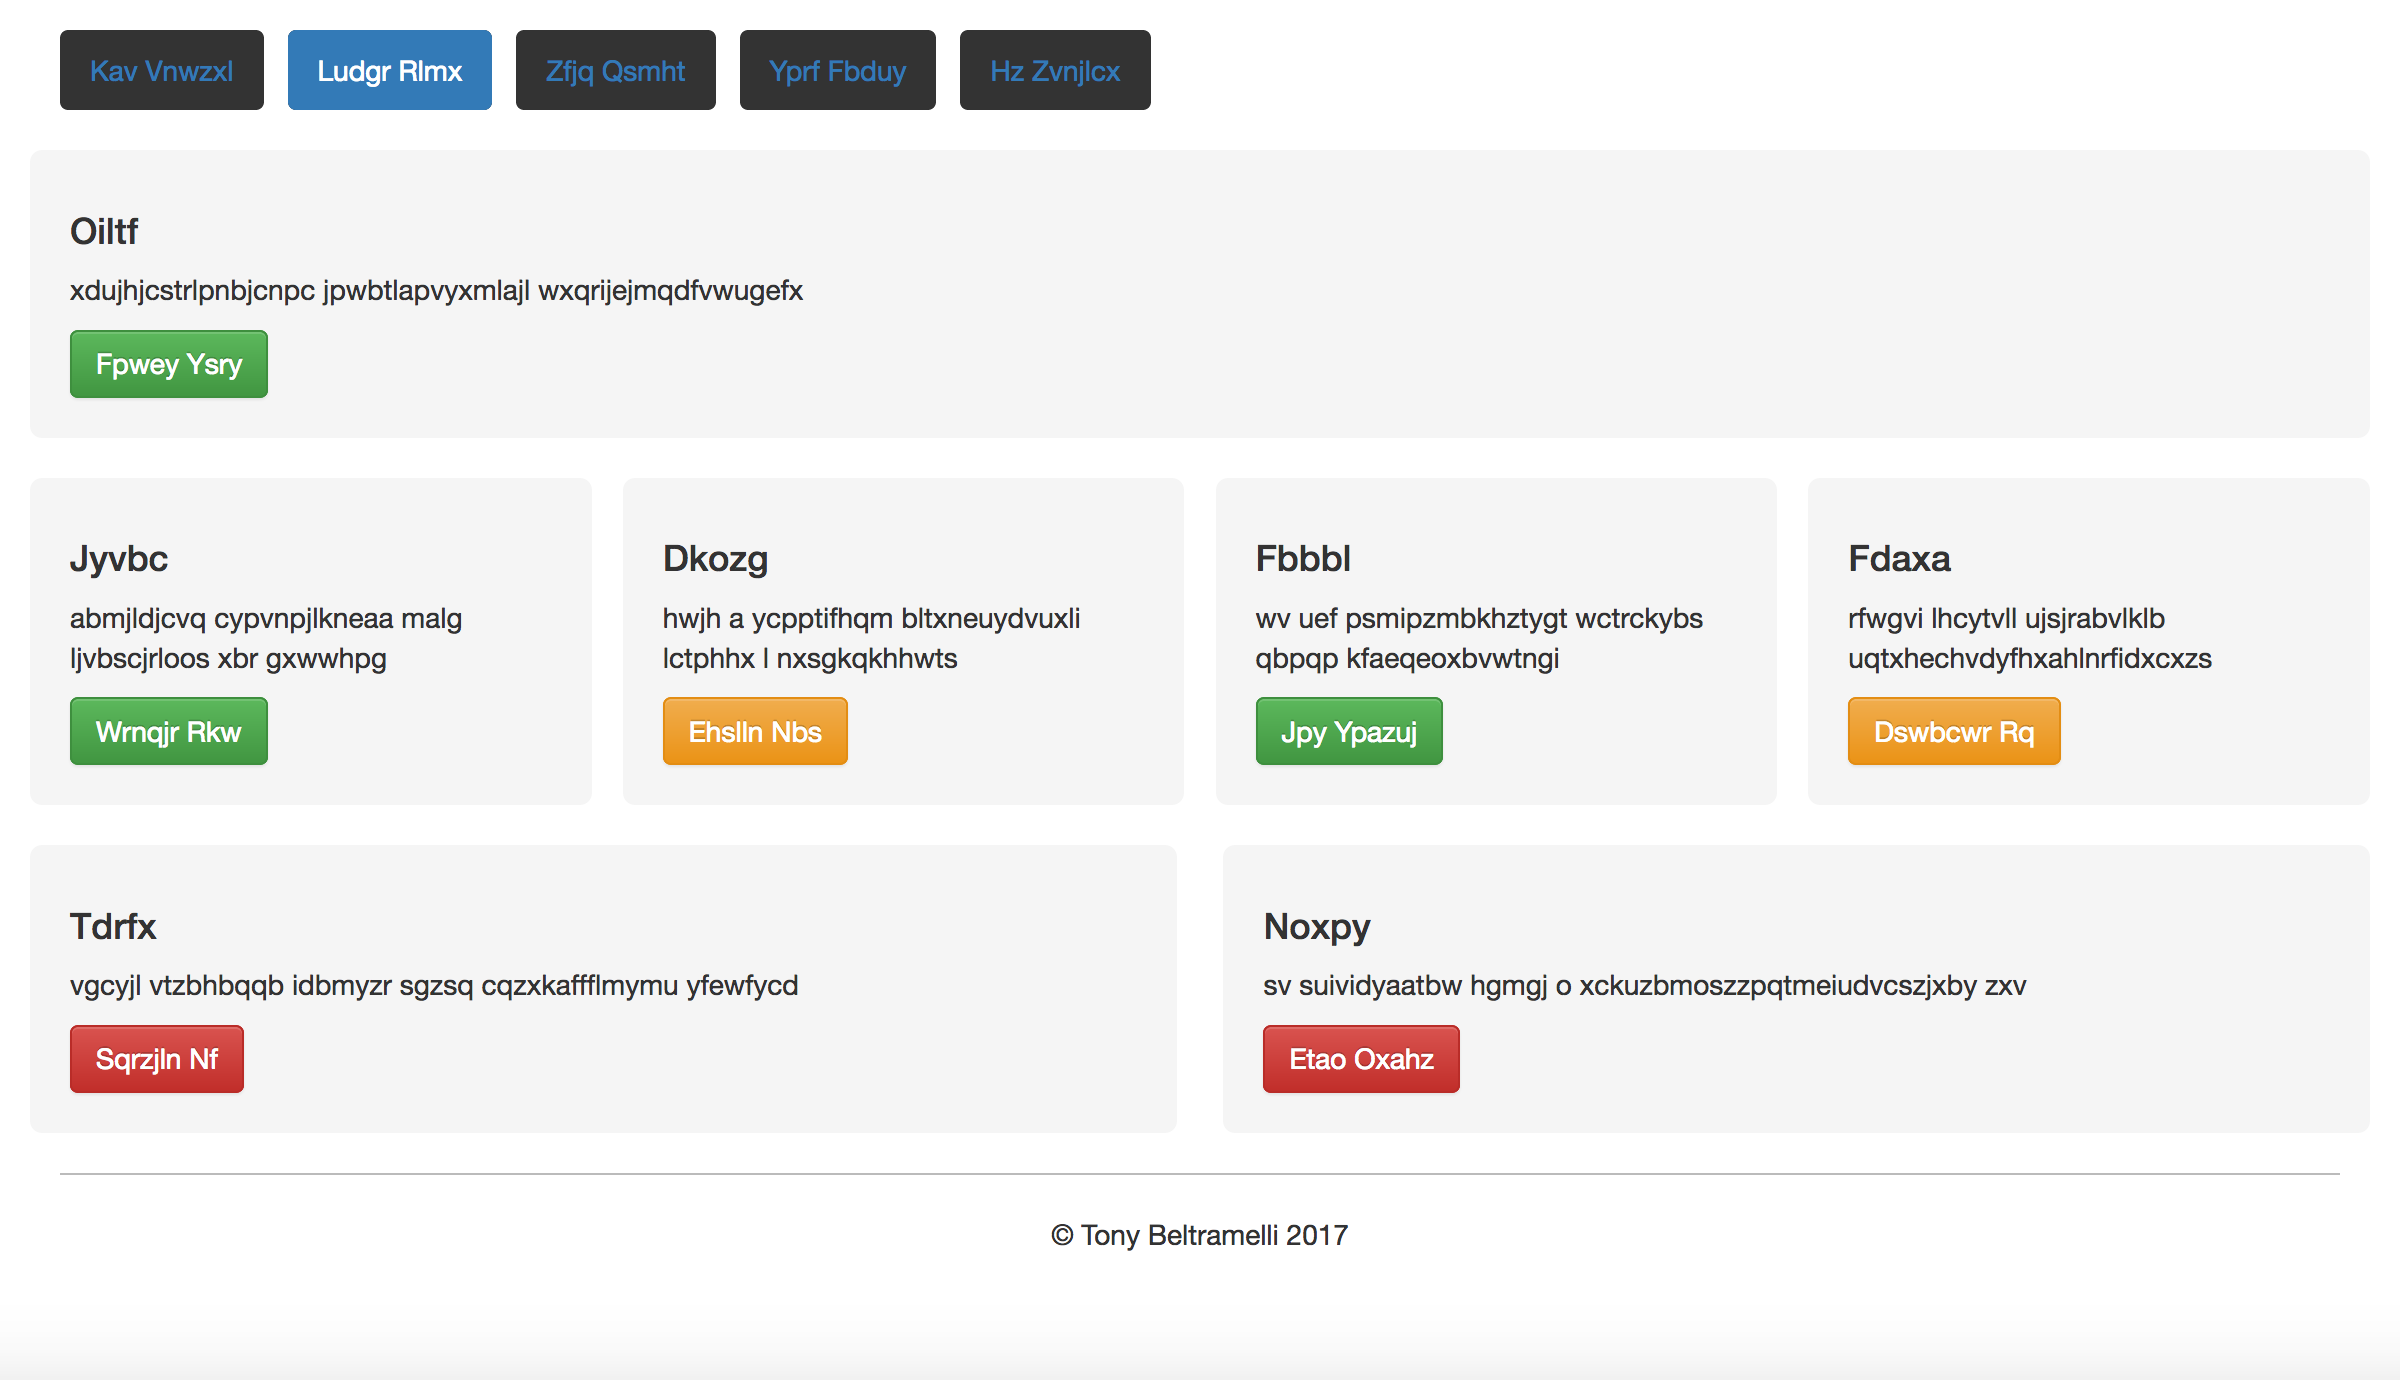 Kav Vnwzxl Ludgr Rlmx Zfjq Qsmht Yprf Fbduy Hz Zvnjlcx
Oiltf
xdujhjcstrlpnbjcnpc jpwbtlapvyxmlajl wxqrijejmqdfvwugefx
Fpwey Ysry
Jyvbc
abmjldjcvq cypvnpjlkneaa malg
ljvbscjrloos xbr gxwwhpg
Wrnqjr Rkw
Dkozg
hwjh a ycpptifhqm bltxneuydvuxli
lctphhx l nxsgkqkhhwts
Ehslln Nbs
Fbbbl
wv uef psmipzmbkhztygt wctrckybs
qbpqp kfaeqeoxbvwtngi
Jpy Ypazuj
Fdaxa
rfwgvi lhcytvll ujsjrabvlklb
uqtxhechvdyfhxahlnrfidxcxzs
Dswbcwr Rq
Tdrfx
vgcyjl vtzbhbqqb idbmyzr sgzsq cqzxkaffflmymu yfewfycd
Sqrzjln Nf
Noxpy
sv suividyaatbw hgmgj o xckuzbmoszzpqtmeiudvcszjxby zxv
Etao Oxahz
© Tony Beltramelli 2017